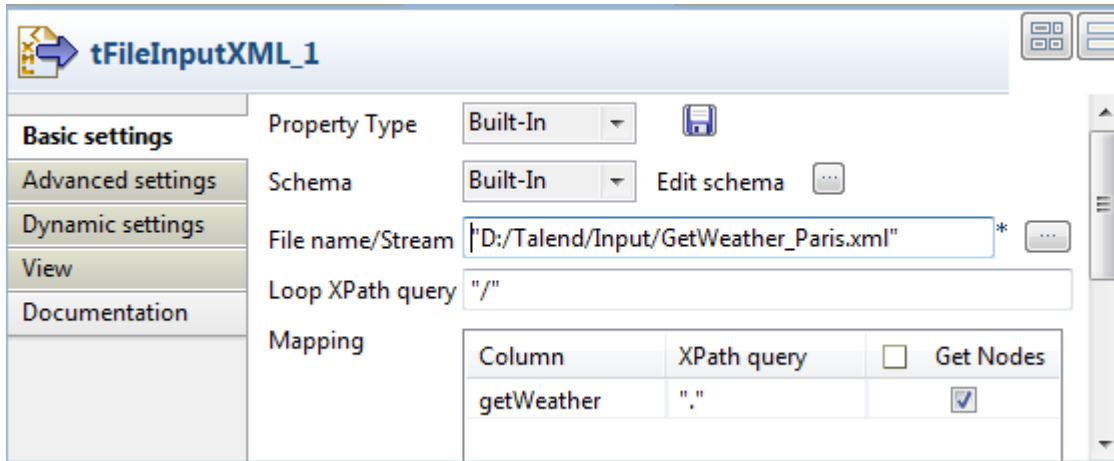 tFileInputXML_1
Basic settings
Advanced settings
Dynamic settings
View
Documentation
Property Type Built-In
Schema Built-In Edit schema ...
File name/Stream "D:/Talend/Input/GetWeather_Paris.xml" * ...
Loop XPath query "/"
Mapping
Column XPath query Get Nodes
getWeather "."